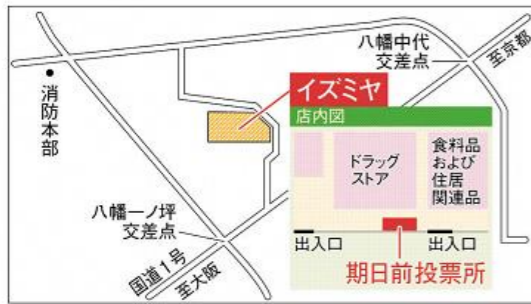 八幡中代
交差点
至京都
消防本部
イズミヤ
店内図
ドラッグ
ストア
食料品
および
住居
関連品
八幡一ノ坪
交差点
出入口
出入口
国道1号
至大阪
期日前投票所